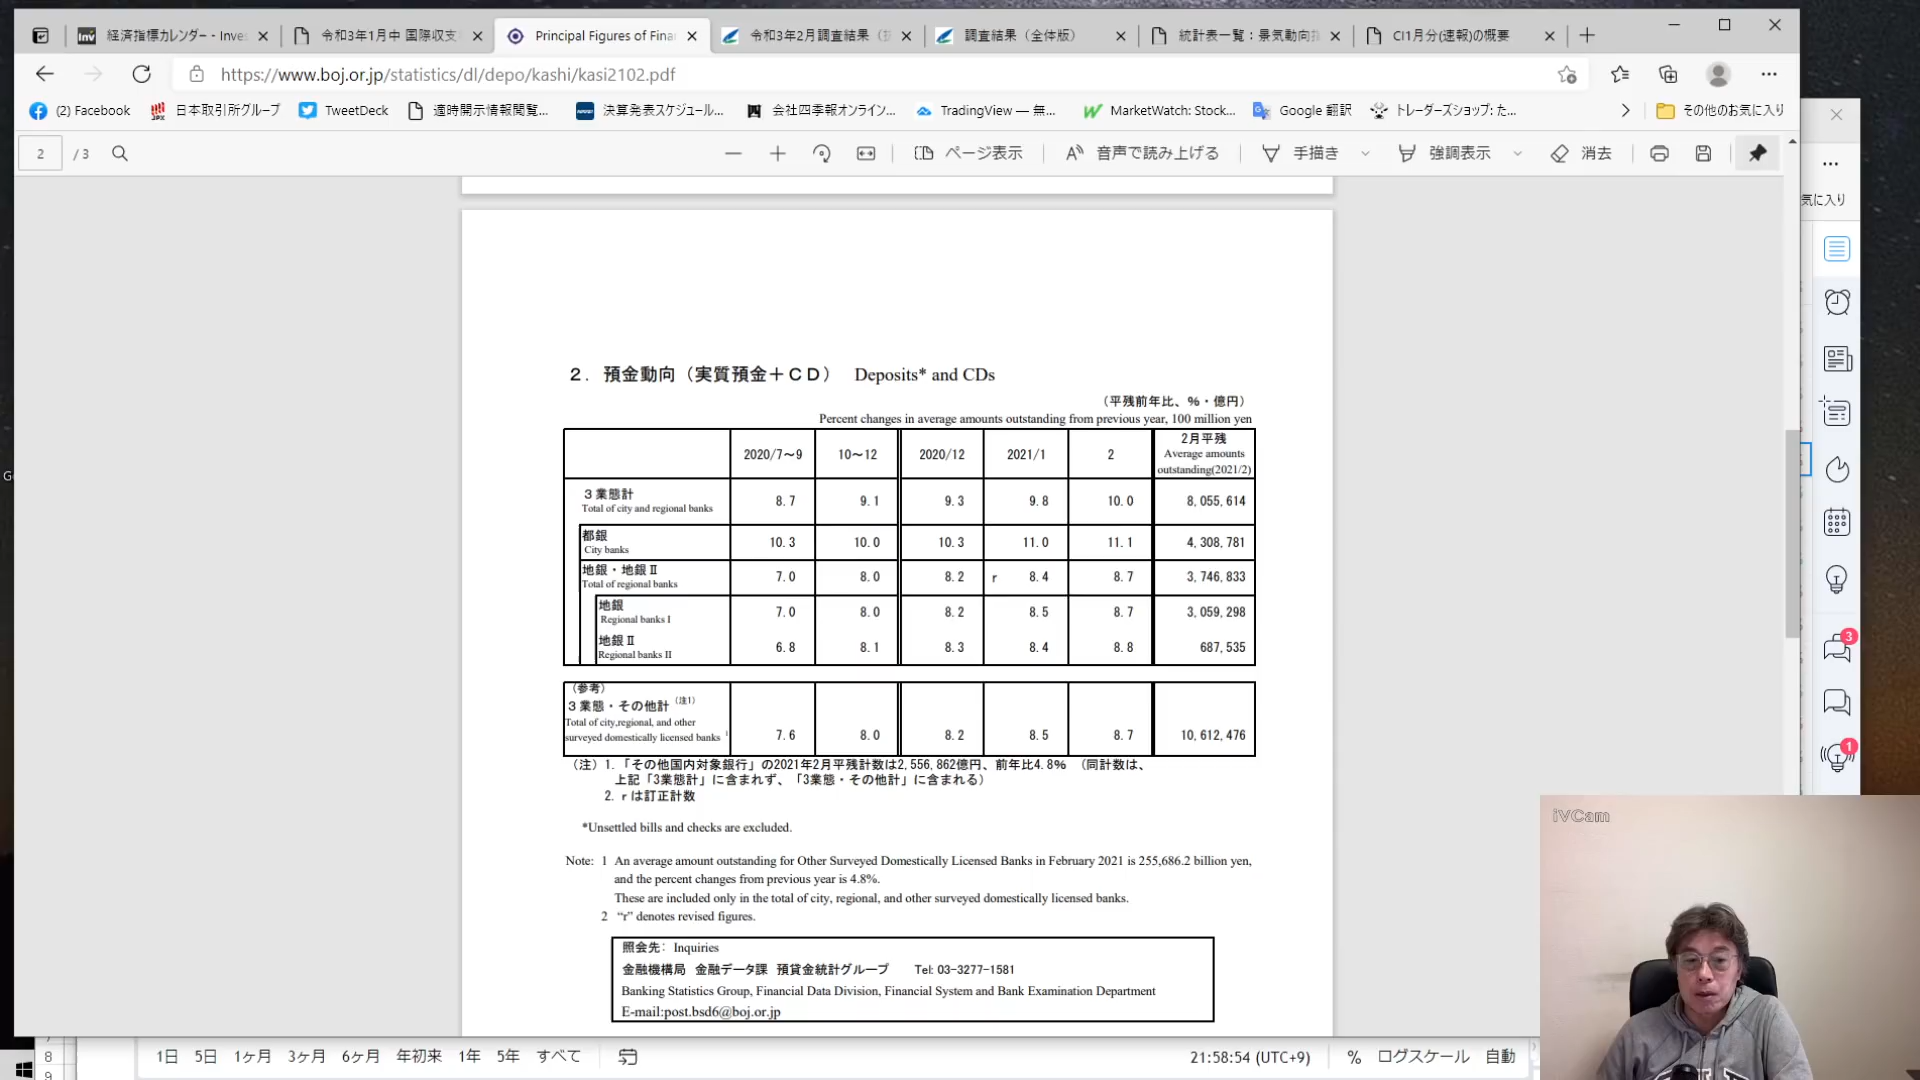 経済指標カレンダー - Inves
令和3年1月中 国際収支
Principal Figures of Finan
令和3年2月調査結果（
調査結果（全体版）
統計表一覧：景気動向指
CI1月分(速報)の概要
https://www.boj.or.jp/statistics/dl/depo/kashi/kasi2102.pdf
(2) Facebook
日本取引所グループ
TweetDeck
適時開示情報閲覧...
決算発表スケジュール...
会社四季報オンライン...
TradingView — 無...
MarketWatch: Stock...
Google 翻訳
トレーダーズショップ: た...
その他のお気に入り
2 / 3
ページ表示
音声で読み上げる
手描き
強調表示
消去
気に入り
2. 預金動向（実質預金＋ＣＤ） Deposits* and CDs
（平残前年比、％・億円）
Percent changes in average amounts outstanding from previous year, 100 million yen
2020/7～9 10～12 2020/12 2021/1 2 2月平残
Average amounts
outstanding(2021/2)
３業態計
Total of city and regional banks
8.7 9.1 9.3 9.8 10.0 8,055,614
都銀
City banks
10.3 10.0 10.3 11.0 11.1 4,308,781
地銀・地銀Ⅱ
Total of regional banks
7.0 8.0 8.2 r 8.4 8.7 3,746,833
地銀
Regional banks I
7.0 8.0 8.2 8.5 8.7 3,059,298
地銀Ⅱ
Regional banks II
6.8 8.1 8.3 8.4 8.8 687,535
（参考）
３業態・その他計（注1）
Total of city,regional, and other
surveyed domestically licensed banks 1
7.6 8.0 8.2 8.5 8.7 10,612,476
（注）1. 「その他国内対象銀行」の2021年2月平残計数は2,556,862億円、前年比4.8％ （同計数は、
上記「3業態計」に含まれず、「3業態・その他計」に含まれる）
2. ｒは訂正計数
*Unsettled bills and checks are excluded.
Note: 1 An average amount outstanding for Other Surveyed Domestically Licensed Banks in February 2021 is 255,686.2 billion yen,
and the percent changes from previous year is 4.8%.
These are included only in the total of city, regional, and other surveyed domestically licensed banks.
2 “r” denotes revised figures.
照会先: Inquiries
金融機構局 金融データ課 預貸金統計グループ Tel: 03-3277-1581
Banking Statistics Group, Financial Data Division, Financial System and Bank Examination Department
E-mail:post.bsd6@boj.or.jp
3
1
iVCam
8
9
1日 5日 1ヶ月 3ヶ月 6ヶ月 年初来 1年 5年 すべて
21:58:54 (UTC+9) % ログスケール 自動